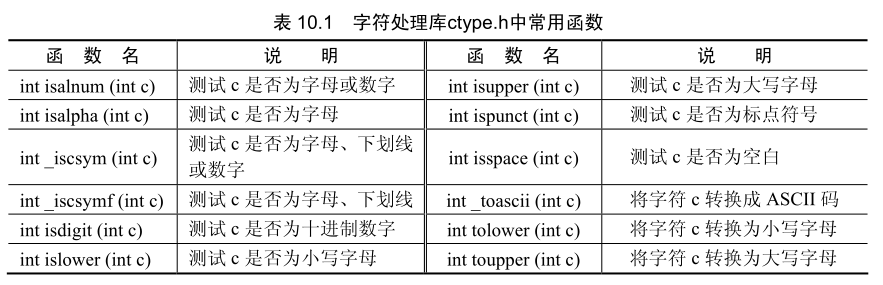 表 10.1 字符处理库ctype.h中常用函数
函 数 名 说 明 函 数 名 说 明
int isalnum (int c) 测试 c 是否为字母或数字 int isupper (int c) 测试 c 是否为大写字母
int isalpha (int c) 测试 c 是否为字母 int ispunct (int c) 测试 c 是否为标点符号
int _iscsym (int c) 测试 c 是否为字母、下划线
或数字 int isspace (int c) 测试 c 是否为空白
int _iscsymf (int c) 测试 c 是否为字母、下划线 int _toascii (int c) 将字符 c 转换成 ASCII 码
int isdigit (int c) 测试 c 是否为十进制数字 int tolower (int c) 将字符 c 转换为小写字母
int islower (int c) 测试 c 是否为小写字母 int toupper (int c) 将字符 c 转换为大写字母